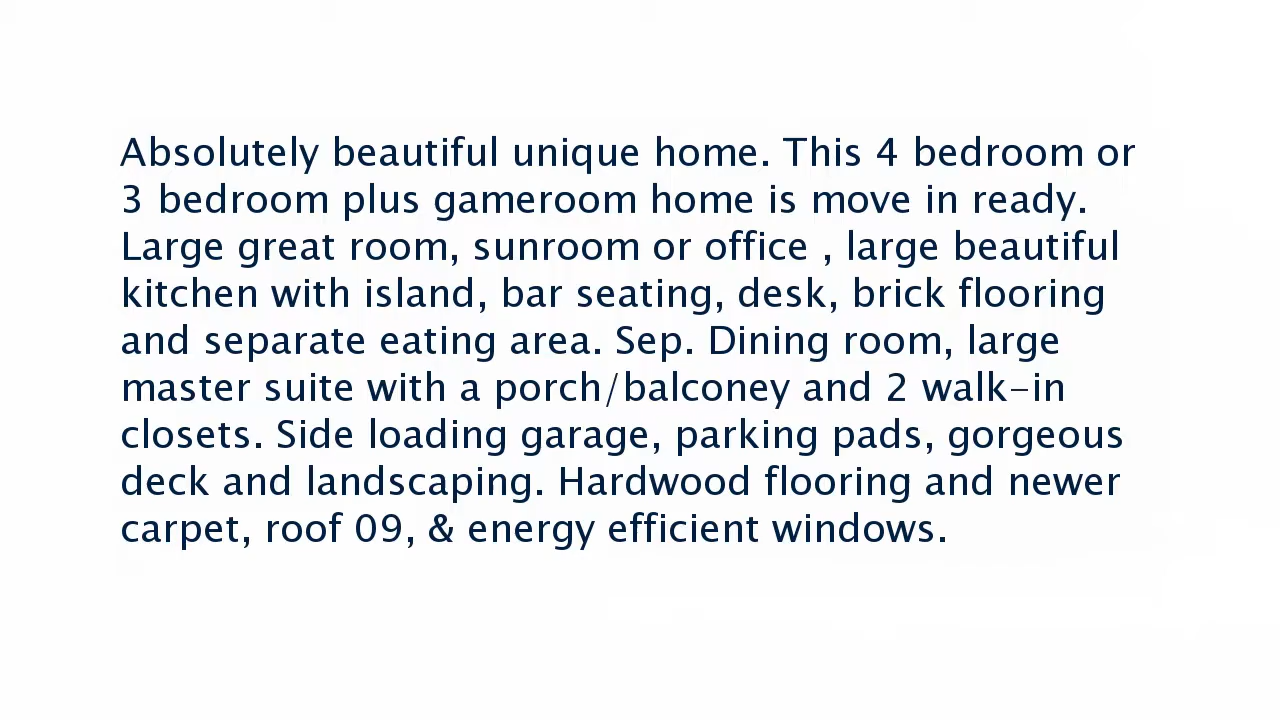 Absolutely beautiful unique home. This 4 bedroom or
3 bedroom plus gameroom home is move in ready.
Large great room, sunroom or office , large beautiful
kitchen with island, bar seating, desk, brick flooring
and separate eating area. Sep. Dining room, large
master suite with a porch/balconey and 2 walk-in
closets. Side loading garage, parking pads, gorgeous
deck and landscaping. Hardwood flooring and newer
carpet, roof 09, & energy efficient windows.